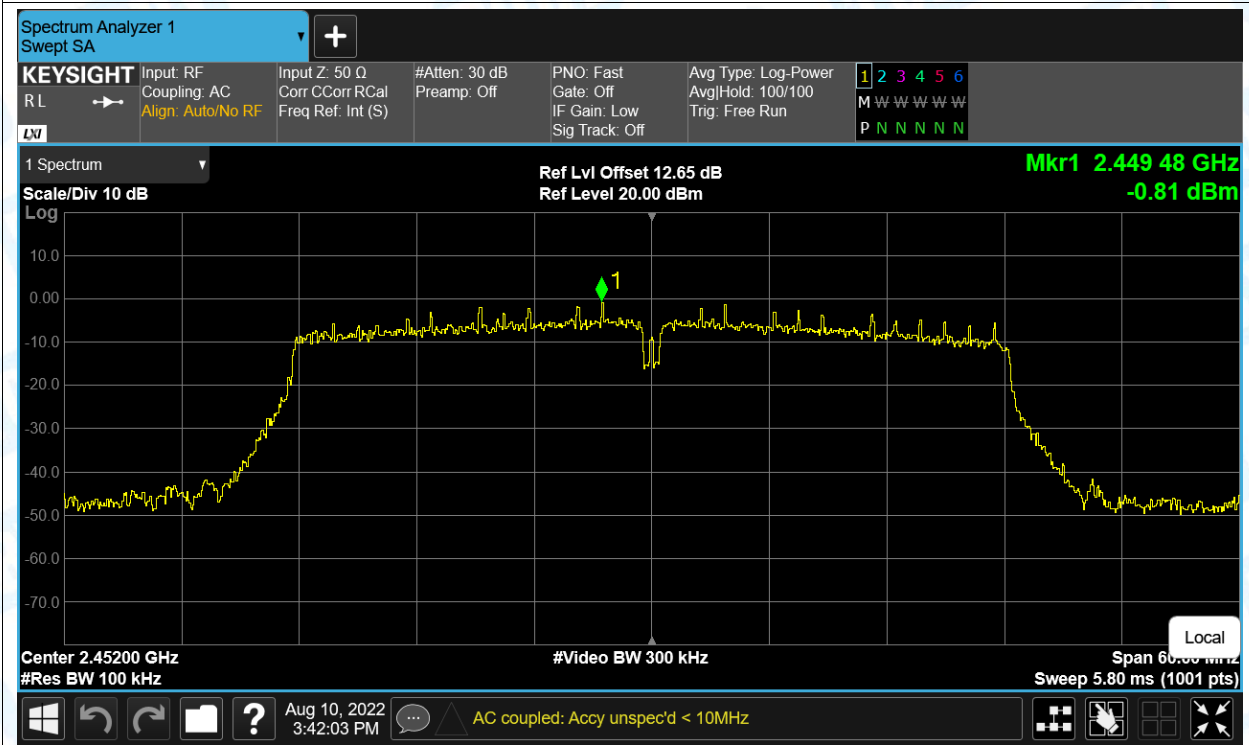 Spectrum Analyzer 1
Swept SA
KEYSIGHT
R L
LXI
Input: RF
Coupling: AC
Align: Auto/No RF
Input Z: 50 Ω
Corr CCorr RCal
Freq Ref: Int (S)
#Atten: 30 dB
Preamp: Off
PNO: Fast
Gate: Off
IF Gain: Low
Sig Track: Off
Avg Type: Log-Power
Avg|Hold: 100/100
Trig: Free Run
1 2 3 4 5 6
M W W W W W
P N N N N N
1 Spectrum
Scale/Div 10 dB
Log
Ref Lvl Offset 12.65 dB
Ref Level 20.00 dBm
Mkr1 2.449 48 GHz
-0.81 dBm
1
10.0
0.00
-10.0
-20.0
-30.0
-40.0
-50.0
-60.0
-70.0
Local
Center 2.45200 GHz
#Video BW 300 kHz
Span 60.00 MHz
#Res BW 100 kHz
Sweep 5.80 ms (1001 pts)
?
Aug 10, 2022
3:42:03 PM
AC coupled: Accy unspec'd < 10MHz